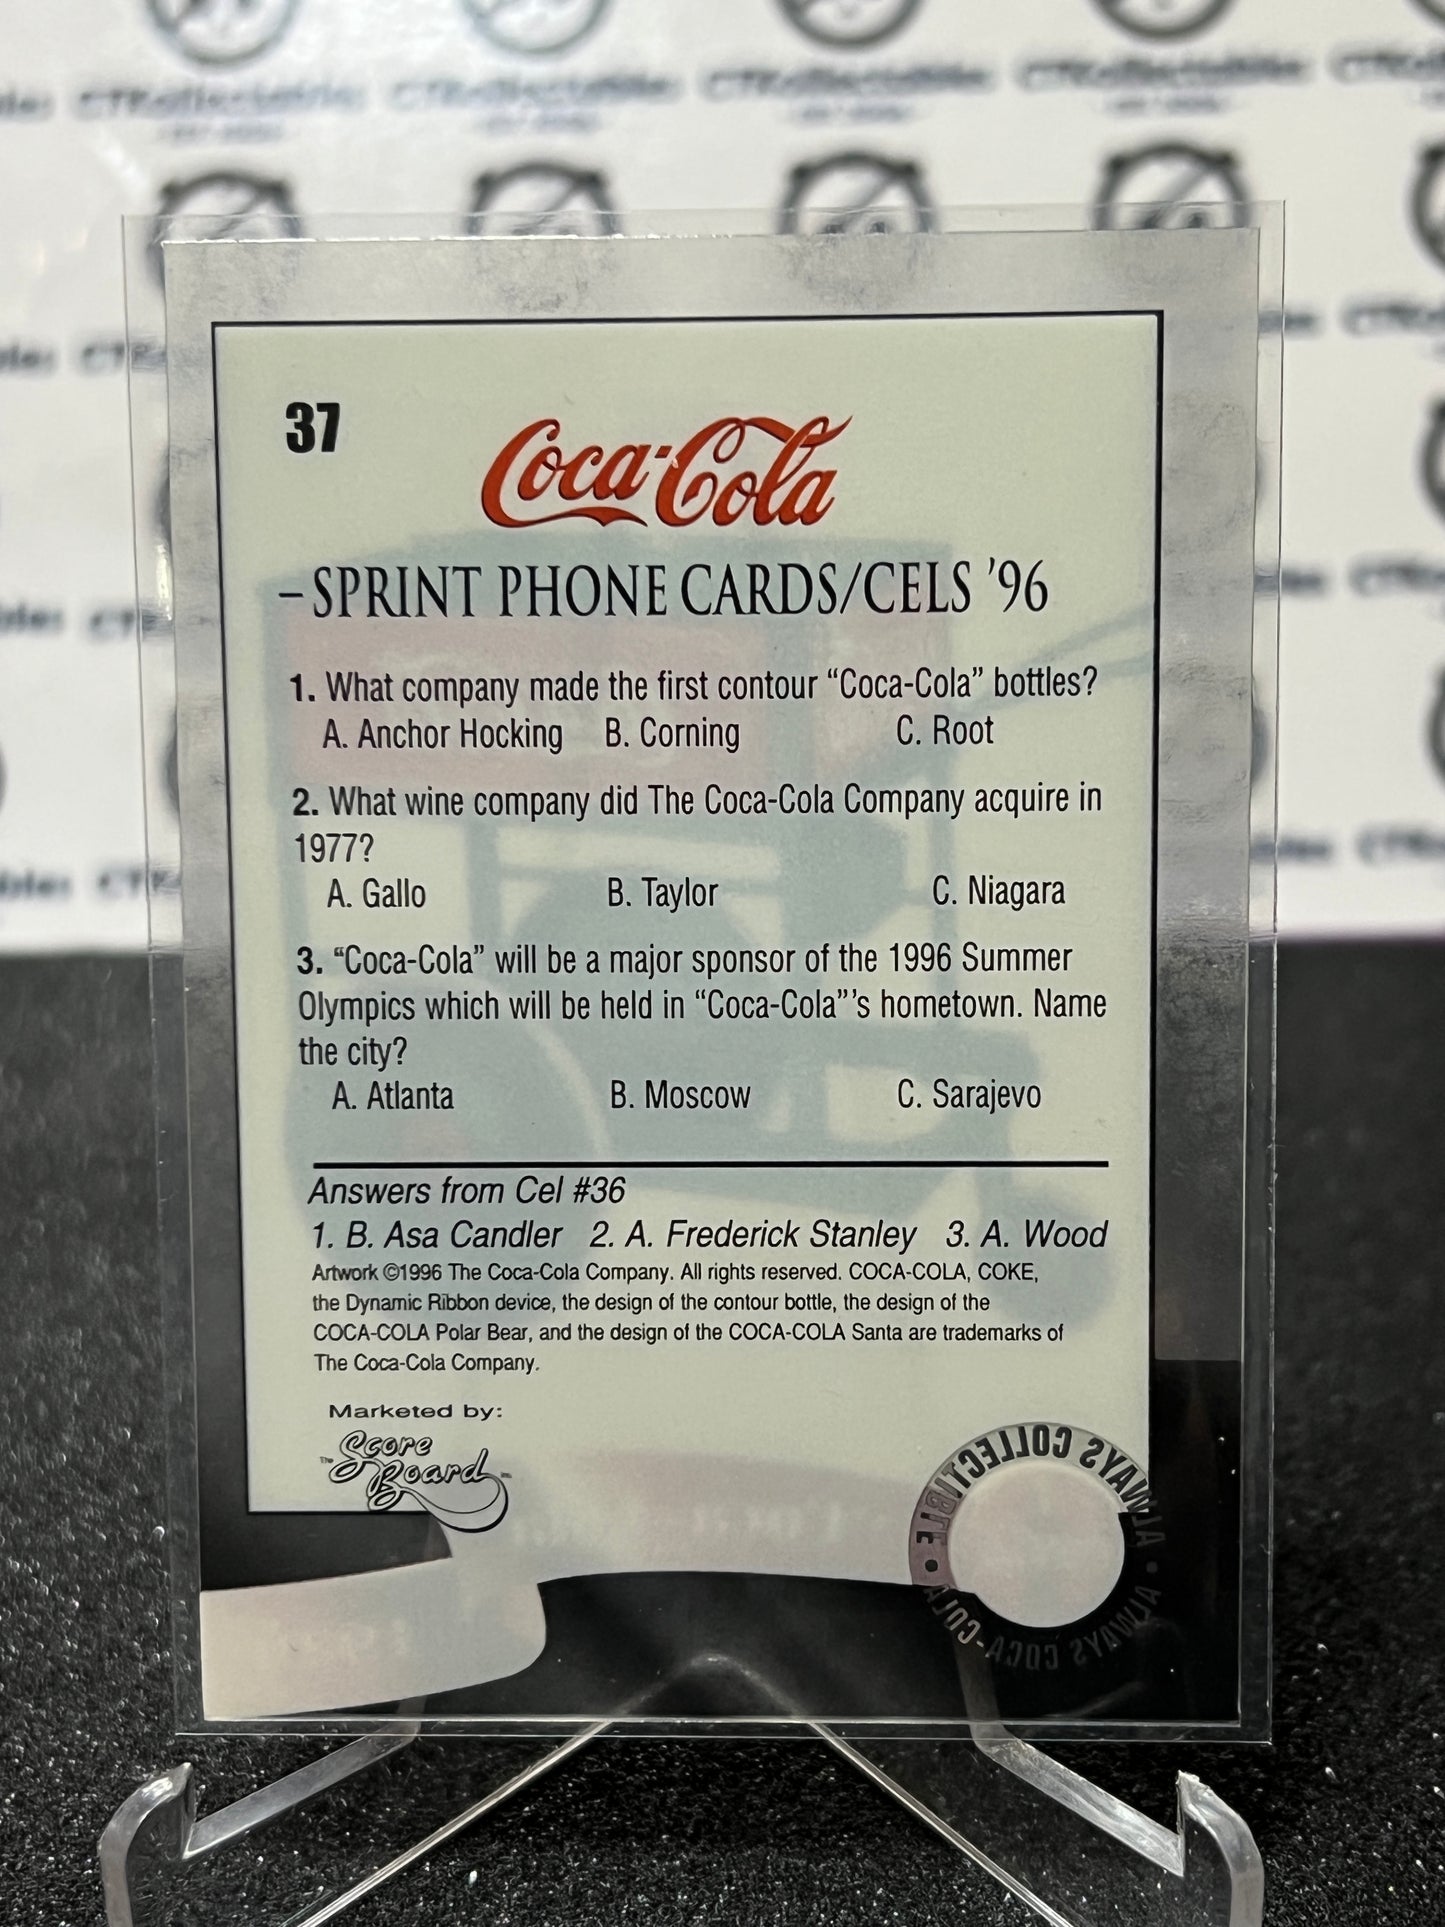 37
Coca-Cola
–SPRINT PHONE CARDS/CELS '96
1. What company made the first contour “Coca-Cola” bottles?
A. Anchor Hocking B. Corning C. Root
2. What wine company did The Coca-Cola Company acquire in
1977?
A. Gallo B. Taylor C. Niagara
3. “Coca-Cola” will be a major sponsor of the 1996 Summer
Olympics which will be held in “Coca-Cola”’s hometown. Name
the city?
A. Atlanta B. Moscow C. Sarajevo
Answers from Cel #36
1. B. Asa Candler 2. A. Frederick Stanley 3. A. Wood
Artwork ©1996 The Coca-Cola Company. All rights reserved. COCA-COLA, COKE,
the Dynamic Ribbon device, the design of the contour bottle, the design of the
COCA-COLA Polar Bear, and the design of the COCA-COLA Santa are trademarks of
The Coca-Cola Company.
Marketed by:
The Score Board
ALWAYS COLLECTIBLE • ALWAYS COCA-COLA •